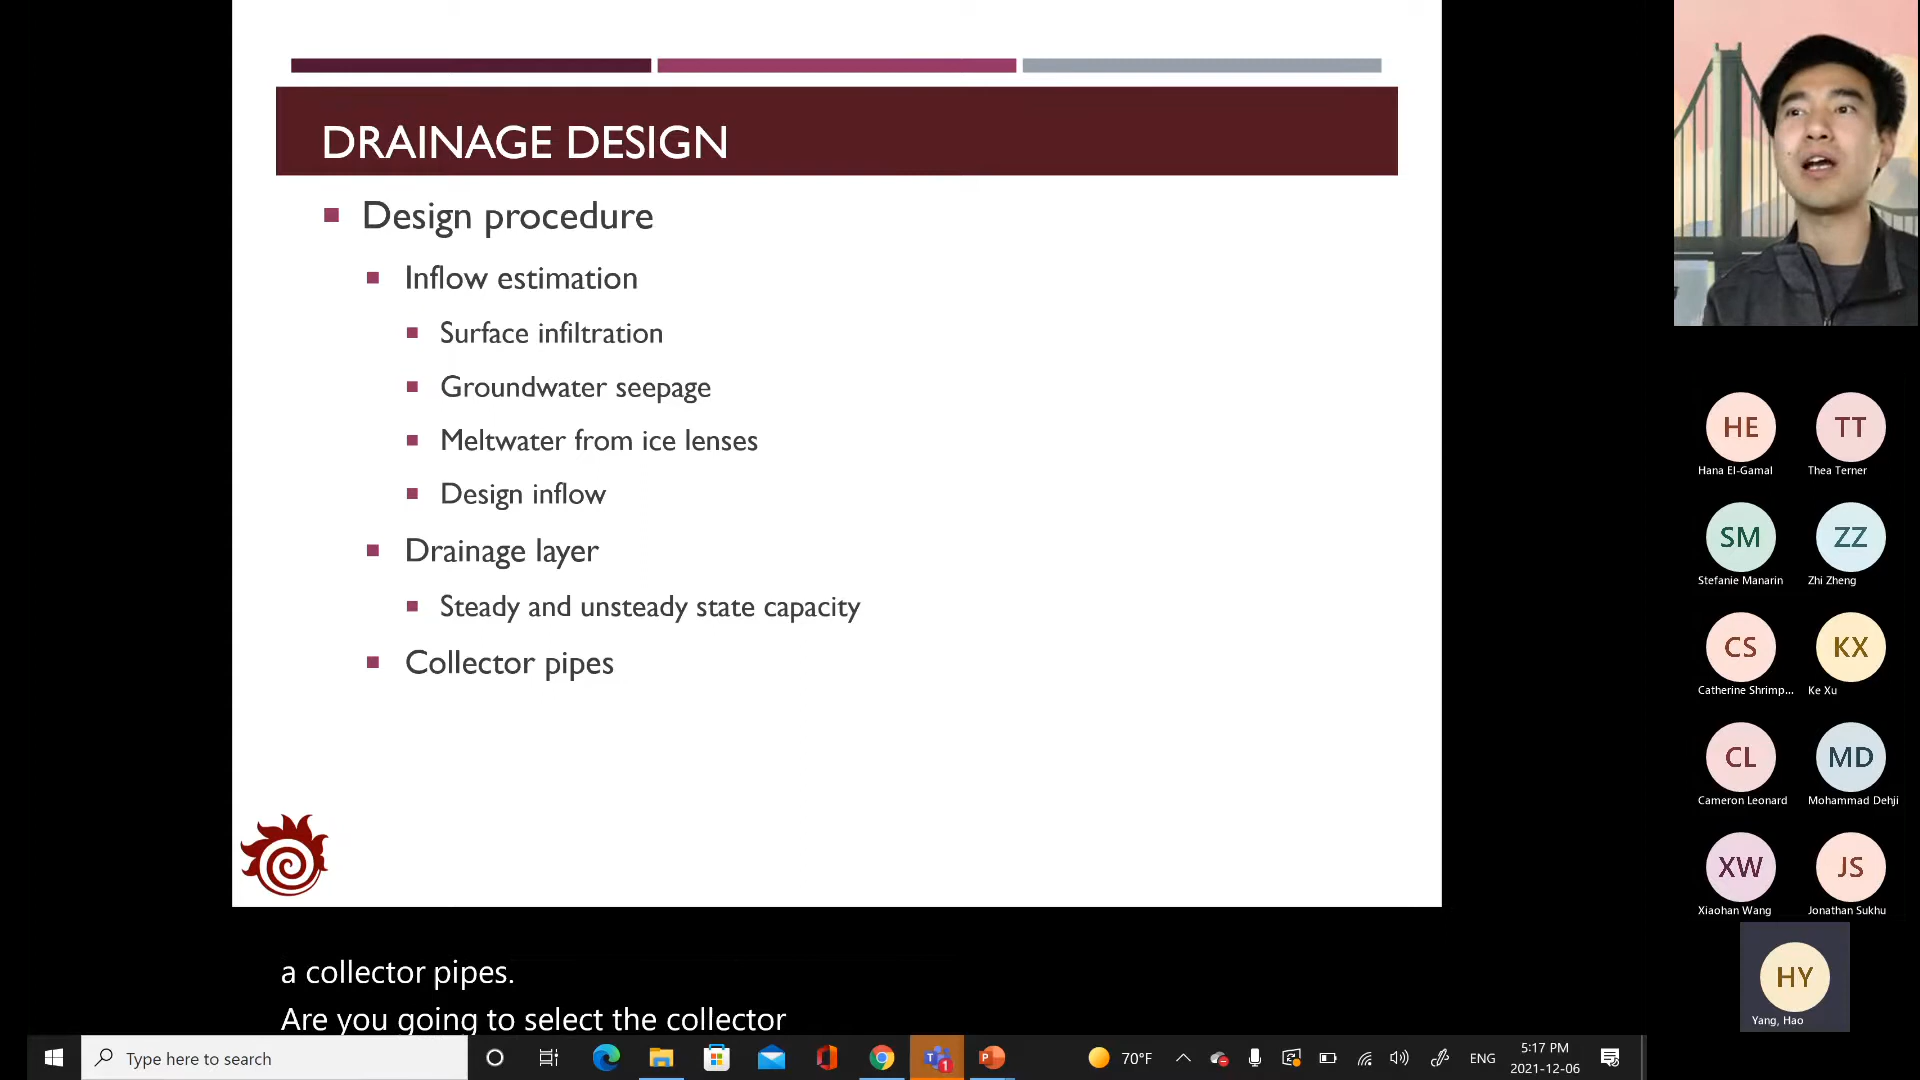 DRAINAGE DESIGN
Design procedure
Inflow estimation
Surface infiltration
Groundwater seepage
Meltwater from ice lenses
Design inflow
Drainage layer
Steady and unsteady state capacity
Collector pipes
HE
TT
Hana El-Gamal
Thea Terner
SM
ZZ
Stefanie Manarin
Zhi Zheng
CS
KX
Catherine Shrimp...
Ke Xu
CL
MD
Cameron Leonard
Mohammad Dehji
XW
JS
Xiaohan Wang
Jonathan Sukhu
HY
Yang, Hao
a collector pipes.
Are you going to select the collector
Type here to search
T
1
P
70°F
ENG
5:17 PM
2021-12-06